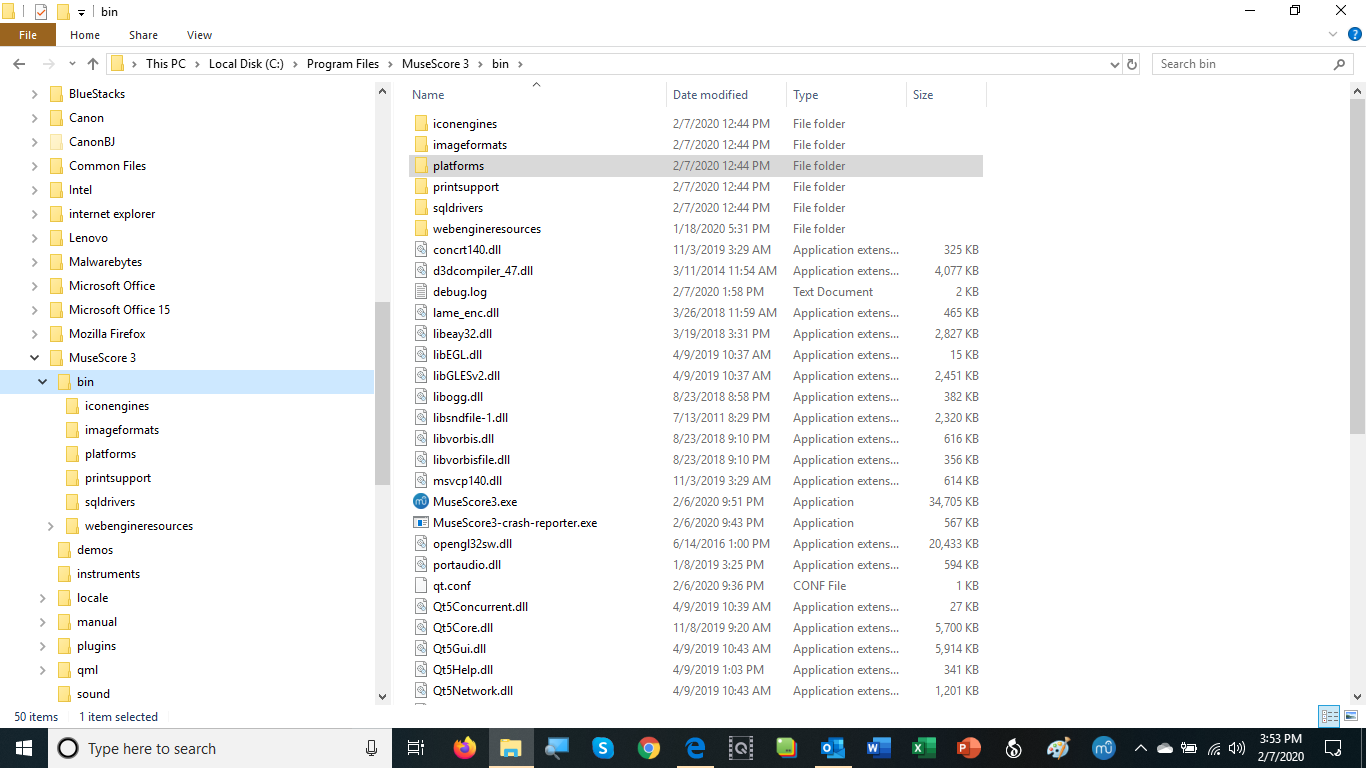 bin
File Home Share View
This PC Local Disk (C:) Program Files MuseScore 3 bin Search bin
BlueStacks
Canon
CanonBJ
Common Files
Intel
internet explorer
Lenovo
Malwarebytes
Microsoft Office
Microsoft Office 15
Mozilla Firefox
MuseScore 3
bin
iconengines
imageformats
platforms
printsupport
sqldrivers
webengineresources
demos
instruments
locale
manual
plugins
qml
sound
Name Date modified Type Size
iconengines 2/7/2020 12:44 PM File folder
imageformats 2/7/2020 12:44 PM File folder
platforms 2/7/2020 12:44 PM File folder
printsupport 2/7/2020 12:44 PM File folder
sqldrivers 2/7/2020 12:44 PM File folder
webengineresources 1/18/2020 5:31 PM File folder
concrt140.dll 11/3/2019 3:29 AM Application extens... 325 KB
d3dcompiler_47.dll 3/11/2014 11:54 AM Application extens... 4,077 KB
debug.log 2/7/2020 1:58 PM Text Document 2 KB
lame_enc.dll 3/26/2018 11:59 AM Application extens... 465 KB
libeay32.dll 3/19/2018 3:31 PM Application extens... 2,827 KB
libEGL.dll 4/9/2019 10:37 AM Application extens... 15 KB
libGLESv2.dll 4/9/2019 10:37 AM Application extens... 2,451 KB
libogg.dll 8/23/2018 8:58 PM Application extens... 382 KB
libsndfile-1.dll 7/13/2011 8:29 PM Application extens... 2,320 KB
libvorbis.dll 8/23/2018 9:10 PM Application extens... 616 KB
libvorbisfile.dll 8/23/2018 9:10 PM Application extens... 356 KB
msvcp140.dll 11/3/2019 3:29 AM Application extens... 614 KB
MuseScore3.exe 2/6/2020 9:51 PM Application 34,705 KB
MuseScore3-crash-reporter.exe 2/6/2020 9:43 PM Application 567 KB
opengl32sw.dll 6/14/2016 1:00 PM Application extens... 20,433 KB
portaudio.dll 1/8/2019 3:25 PM Application extens... 594 KB
qt.conf 2/6/2020 9:36 PM CONF File 1 KB
Qt5Concurrent.dll 4/9/2019 10:39 AM Application extens... 27 KB
Qt5Core.dll 11/8/2019 9:20 AM Application extens... 5,700 KB
Qt5Gui.dll 4/9/2019 10:43 AM Application extens... 5,914 KB
Qt5Help.dll 4/9/2019 1:03 PM Application extens... 341 KB
Qt5Network.dll 4/9/2019 10:43 AM Application extens... 1,201 KB
50 items 1 item selected
Type here to search
3:53 PM
2/7/2020